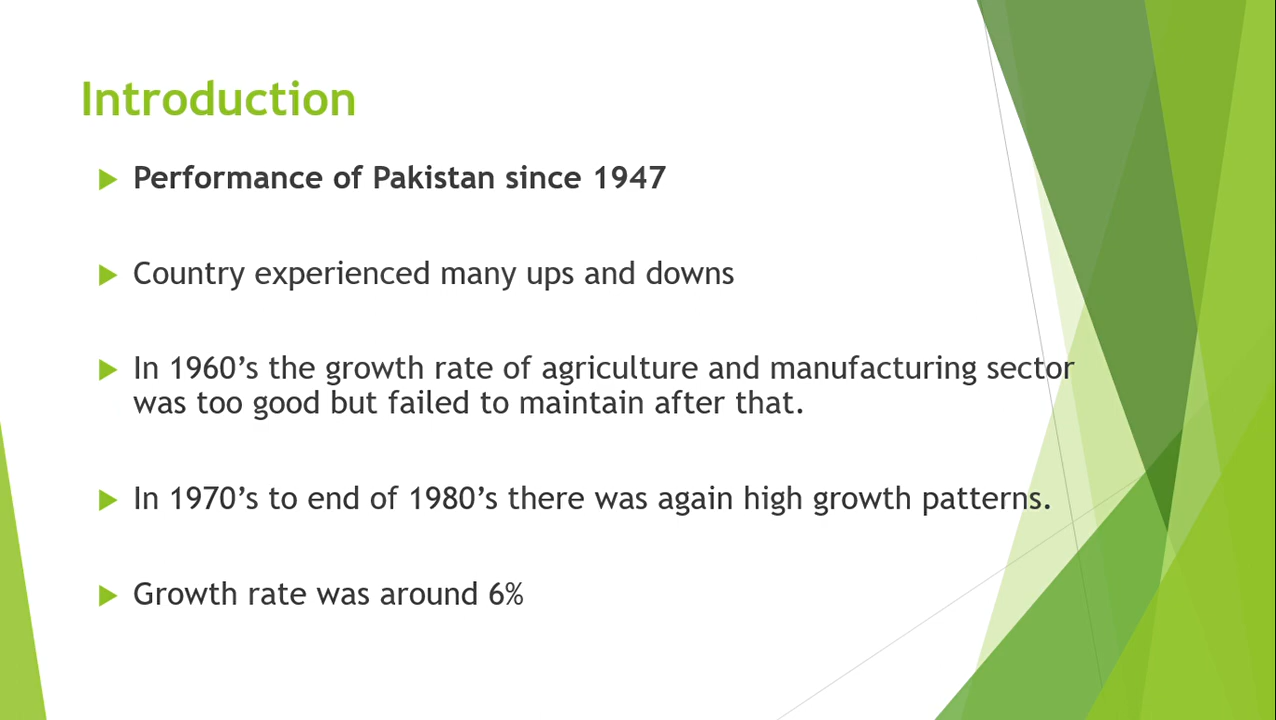 Introduction
Performance of Pakistan since 1947
Country experienced many ups and downs
In 1960’s the growth rate of agriculture and manufacturing sector
was too good but failed to maintain after that.
In 1970’s to end of 1980’s there was again high growth patterns.
Growth rate was around 6%